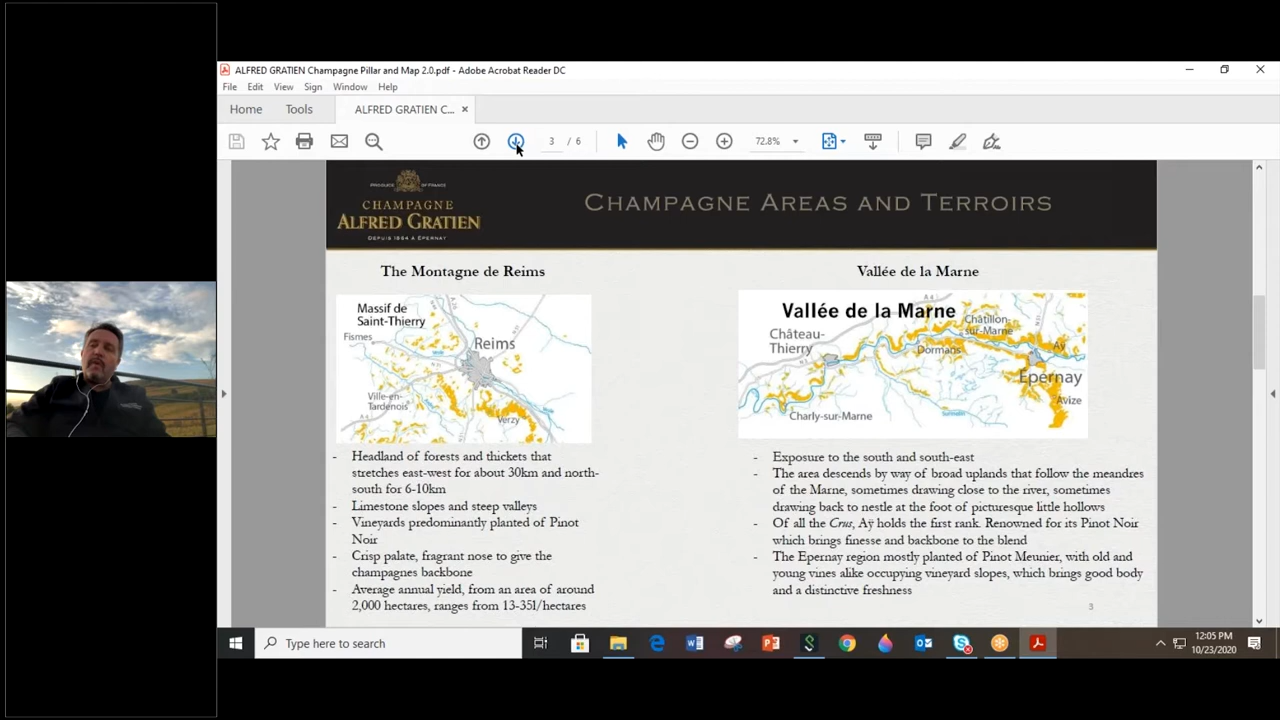 ALFRED GRATIEN Champagne Pillar and Map 2.0.pdf - Adobe Acrobat Reader DC
File Edit View Window Help
Home Tools ALFRED GRATIEN C...
3 / 6 72.8%
PRODUCE OF FRANCE
CHAMPAGNE
ALFRED GRATIEN
DEPUIS 1864 A EPERNAY
CHAMPAGNE AREAS AND TERROIRS
The Montagne de Reims
Massif de
Saint-Thierry
Fismes
Reims
Ville-en-
Tardenois
Verzy
- Headland of forests and thickets that
stretches east-west for about 30km and north-
south for 6-10km
- Limestone slopes and steep valleys
- Vineyards predominantly planted of Pinot
Noir
- Crisp palate, fragrant nose to give the
champagnes backbone
- Average annual yield, from an area of around
2,000 hectares, ranges from 13-35l/hectares
Vallée de la Marne
Vallée de la Marne
A 4
Château-
Thierry
Châtillon-
sur-Marne
Dormans
Aÿ
Epernay
Avize
Charly-sur-Marne
- Exposure to the south and south-east
- The area descends by way of broad uplands that follow the meandres
of the Marne, sometimes drawing close to the river, sometimes
drawing back to nestle at the foot of picturesque little hollows
- Of all the Crus, Aÿ holds the first rank. Renowned for its Pinot Noir
which brings finesse and backbone to the blend
- The Epernay region mostly planted of Pinot Meunier, with old and
young vines alike occupying vineyard slopes, which brings good body
and a distinctive freshness
3
Type here to search
12:05 PM
10/23/2020